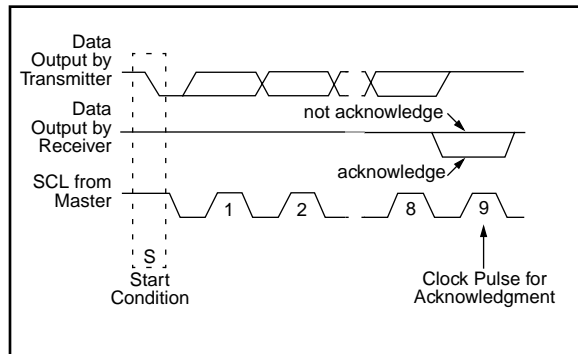 Data
Output by
Transmitter
Data
Output by
Receiver
not acknowledge
acknowledge
SCL from
Master
1
2
8
9
S
Start
Condition
Clock Pulse for
Acknowledgment